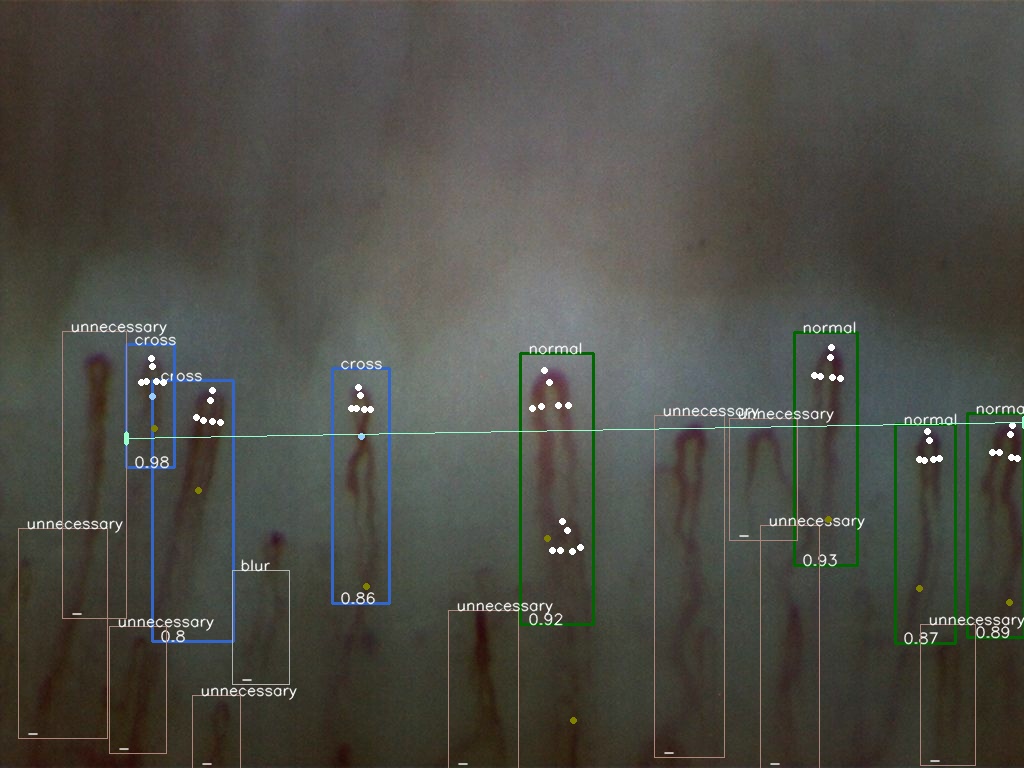 unnecessary
cross
cross
cross
normal
normal
unnecessary
unnecessary
normal
norma
0.98
unnecessary
unnecessary
blur
0.93
0.86
unnecessary
0.92
unnecessary
unnecessary
0.8
0.87
0.89
unnecessary